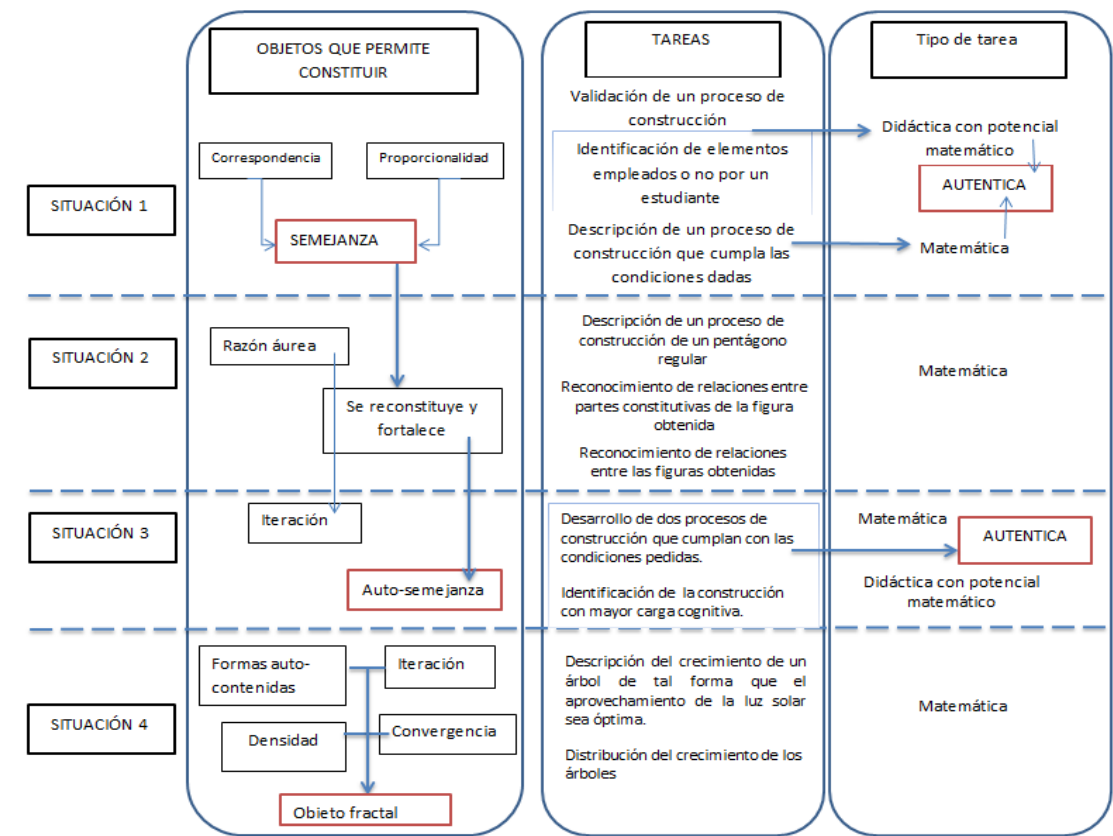 OBJETOS QUE PERMITE
CONSTITUIR
TAREAS
Tipo de tarea
SITUACIÓN 1
Correspondencia
Proporcionalidad
SEMEJANZA
Validación de un proceso de
construcción
Identificación de elementos
empleados o no por un
estudiante
Descripción de un proceso de
construcción que cumpla las
condiciones dadas
Didáctica con potencial
matemático
AUTENTICA
Matemática
SITUACIÓN 2
Razón áurea
Se reconstituye y
fortalece
Descripción de un proceso de
construcción de un pentágono
regular
Reconocimiento de relaciones entre
partes constitutivas de la figura
obtenida
Reconocimiento de relaciones
entre las figuras obtenidas
Matemática
SITUACIÓN 3
Iteración
Auto-semejanza
Desarrollo de dos procesos de
construcción que cumplan con las
condiciones pedidas.
Identificación de la construcción
con mayor carga cognitiva.
Matemática
AUTENTICA
Didáctica con potencial
matemático
SITUACIÓN 4
Formas auto-
contenidas
Iteración
Densidad
Convergencia
Objeto fractal
Descripción del crecimiento de un
árbol de tal forma que el
aprovechamiento de la luz solar
sea óptima.
Distribución del crecimiento de los
árboles
Matemática